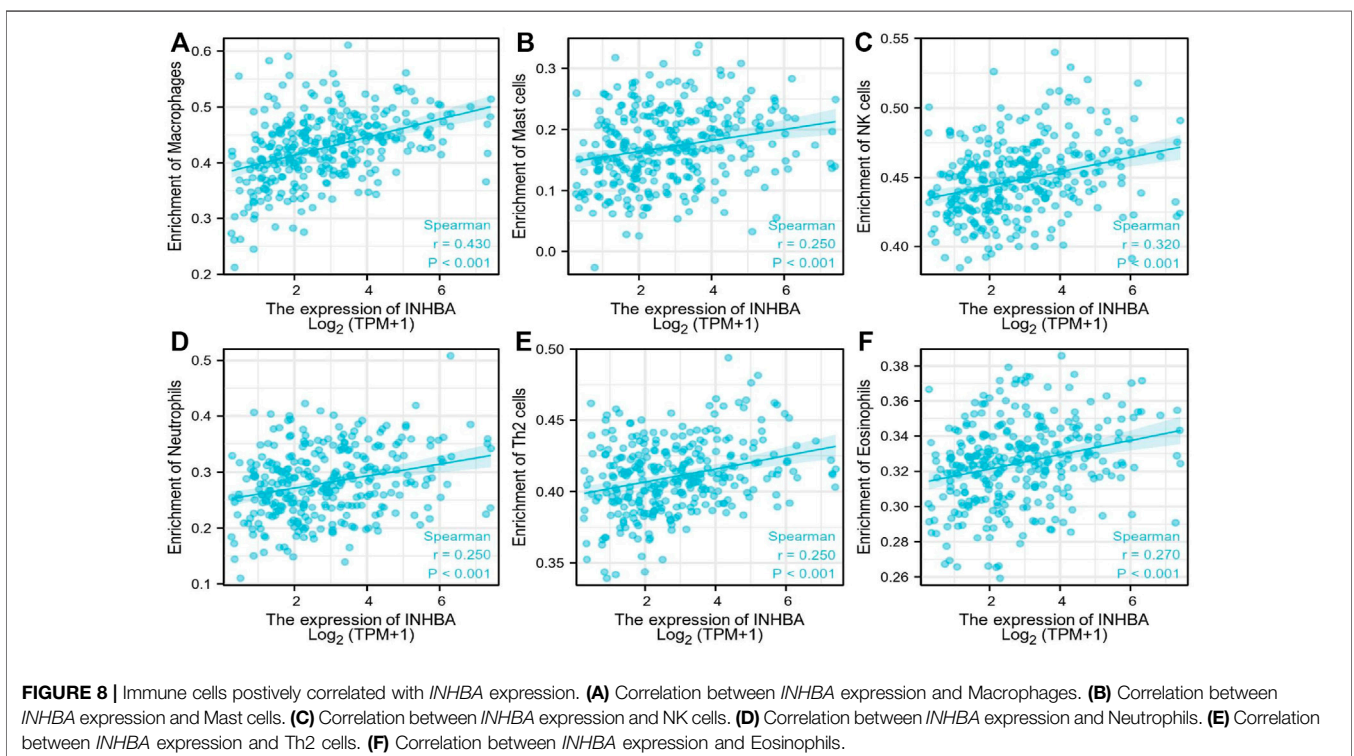 A
Enrichment of Macrophages
0.6
0.5
0.4
0.3
0.2
Spearman
r = 0.430
P < 0.001
2 4 6
The expression of INHBA
Log2 (TPM+1)
B
Enrichment of Mast cells
0.3
0.2
0.1
0.0
Spearman
r = 0.250
P < 0.001
2 4 6
The expression of INHBA
Log2 (TPM+1)
C
Enrichment of NK cells
0.55
0.50
0.45
0.40
Spearman
r = 0.320
P < 0.001
2 4 6
The expression of INHBA
Log2 (TPM+1)
D
Enrichment of Neutrophils
0.5
0.4
0.3
0.2
0.1
Spearman
r = 0.250
P < 0.001
2 4 6
The expression of INHBA
Log2 (TPM+1)
E
Enrichment of Th2 cells
0.50
0.45
0.40
0.35
Spearman
r = 0.250
P < 0.001
2 4 6
The expression of INHBA
Log2 (TPM+1)
F
Enrichment of Eosinophils
0.38
0.36
0.34
0.32
0.30
0.28
0.26
Spearman
r = 0.270
P < 0.001
2 4 6
The expression of INHBA
Log2 (TPM+1)
FIGURE 8 | Immune cells postively correlated with INHBA expression. (A) Correlation between INHBA expression and Macrophages. (B) Correlation between
INHBA expression and Mast cells. (C) Correlation between INHBA expression and NK cells. (D) Correlation between INHBA expression and Neutrophils. (E) Correlation
between INHBA expression and Th2 cells. (F) Correlation between INHBA expression and Eosinophils.